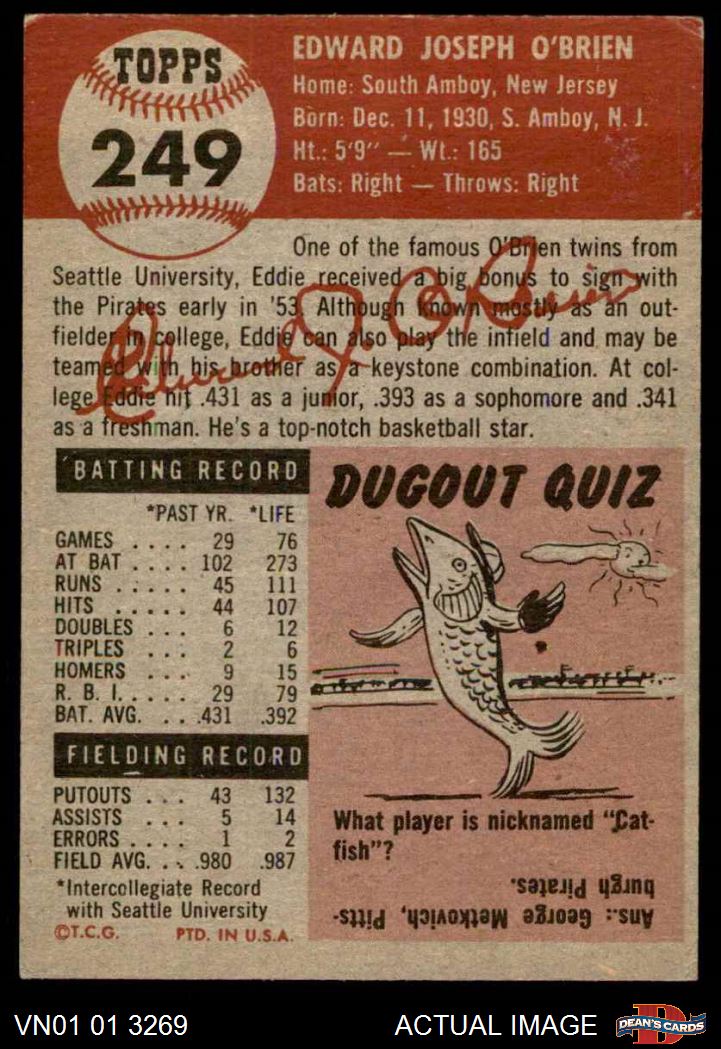 TOPPS
249
EDWARD JOSEPH O'BRIEN
Home: South Amboy, New Jersey
Born: Dec. 11, 1930, S. Amboy, N. J.
Ht.: 5'9" — Wt.: 165
Bats: Right — Throws: Right
One of the famous O'Brien twins from
Seattle University, Eddie received a big bonus to sign with
the Pirates early in '53. Although known mostly as an out-
fielder in college, Eddie can also play the infield and may be
teamed with his brother as a keystone combination. At col-
lege Eddie hit .431 as a junior, .393 as a sophomore and .341
as a freshman. He's a top-notch basketball star.
Edward J. O'Brien
BATTING RECORD
*PAST YR. *LIFE
GAMES .... 29 76
AT BAT .... 102 273
RUNS ..... 45 111
HITS ..... 44 107
DOUBLES ... 6 12
TRIPLES ... 2 6
HOMERS ... 9 15
R. B. I. .... 29 79
BAT. AVG. ... .431 .392
FIELDING RECORD
PUTOUTS ... 43 132
ASSISTS ... 5 14
ERRORS .... 1 2
FIELD AVG. .. .980 .987
*Intercollegiate Record
with Seattle University
©T.C.G. PTD. IN U.S.A.
DUGOUT QUIZ
What player is nicknamed "Cat-
fish"?
Ans.: George Metkovich, Pitts-
burgh Pirates.
VN01 01 3269
ACTUAL IMAGE
DEAN'S CARDS